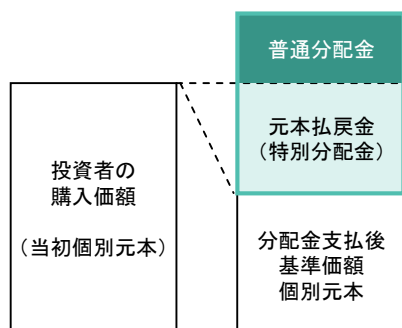 普通分配金
元本払戻金
（特別分配金）
投資者の
購入価額
（当初個別元本）
分配金支払後
基準価額
個別元本